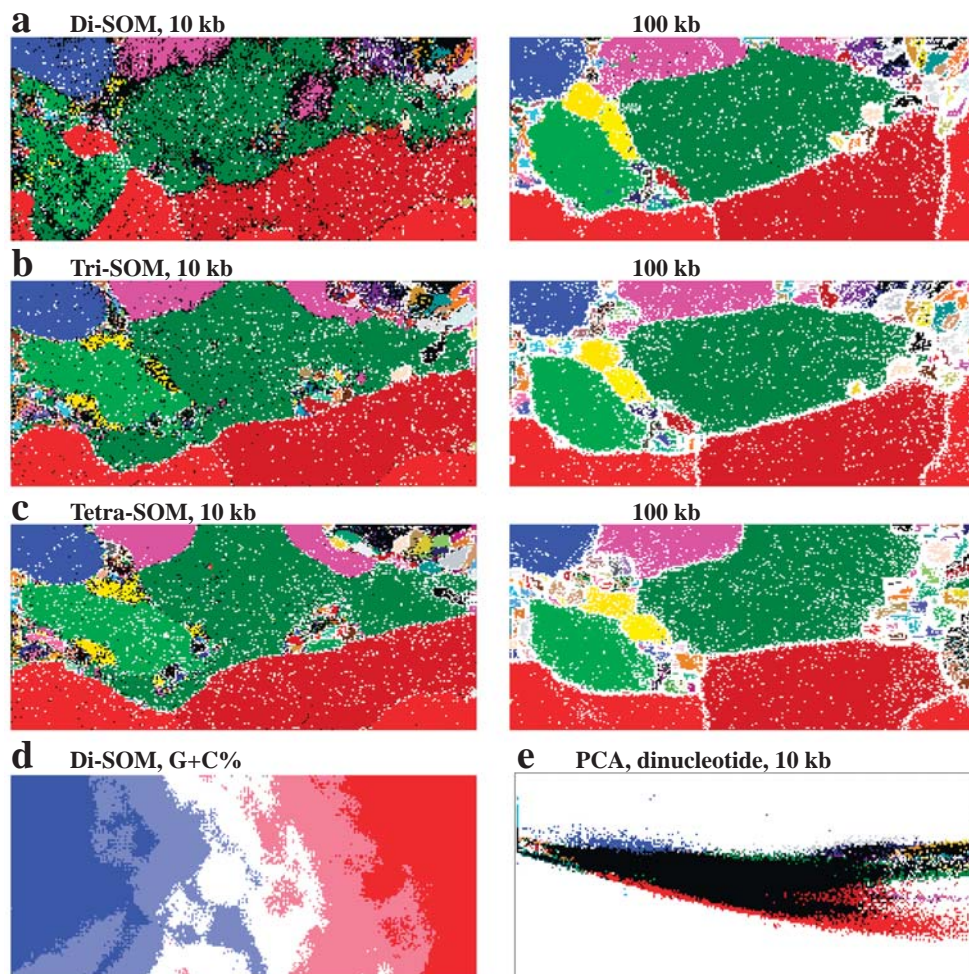 a Di-SOM, 10 kb 100 kb
b Tri-SOM, 10 kb 100 kb
c Tetra-SOM, 10 kb 100 kb
d Di-SOM, G+C% e PCA, dinucleotide, 10 kb